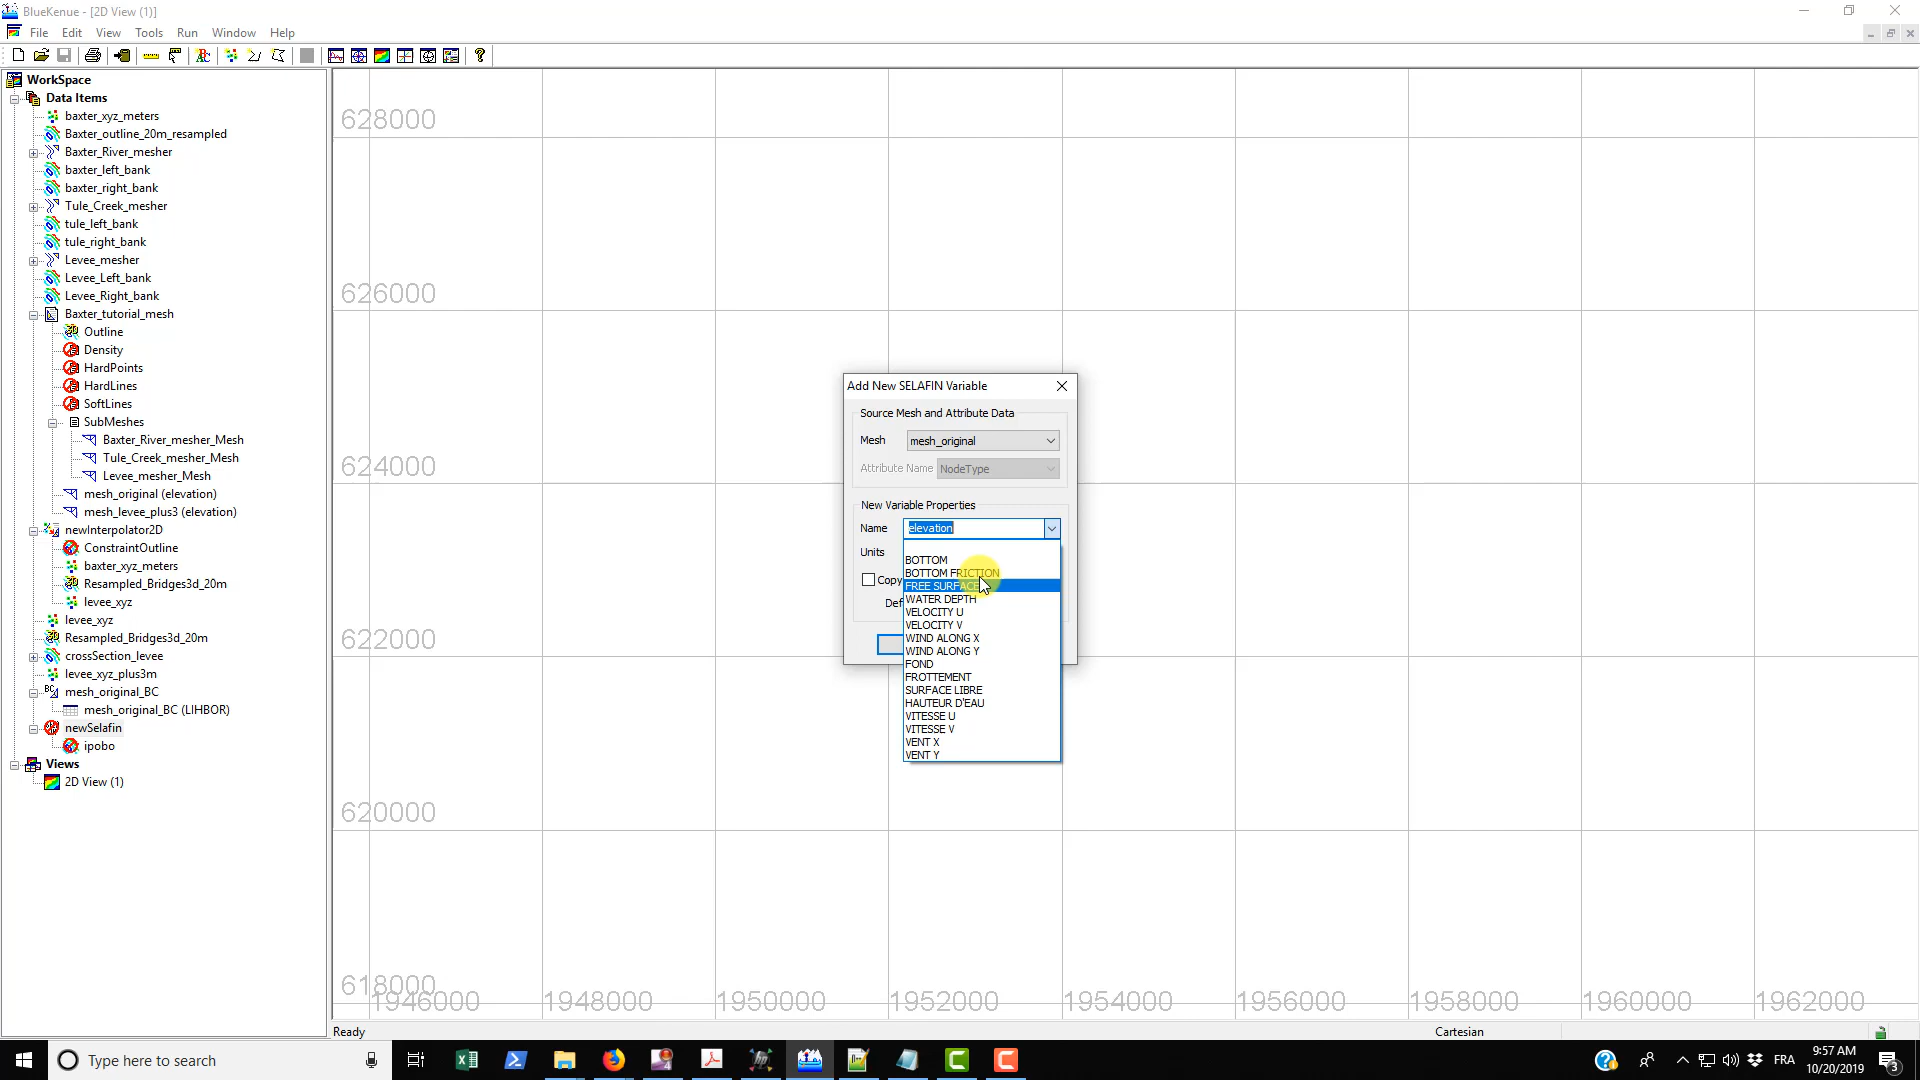 BlueKenue - [2D View (1)]
File Edit View Tools Run Window Help
WorkSpace
Data Items
baxter_xyz_meters
Baxter_outline_20m_resampled
Baxter_River_mesher
baxter_left_bank
baxter_right_bank
Tule_Creek_mesher
tule_left_bank
tule_right_bank
Levee_mesher
Levee_Left_bank
Levee_Right_bank
Baxter_tutorial_mesh
Outline
Density
HardPoints
HardLines
SoftLines
SubMeshes
Baxter_River_mesher_Mesh
Tule_Creek_mesher_Mesh
Levee_mesher_Mesh
mesh_original (elevation)
mesh_levee_plus3 (elevation)
newInterpolator2D
ConstraintOutline
baxter_xyz_meters
Resampled_Bridges3d_20m
levee_xyz
levee_xyz
Resampled_Bridges3d_20m
crossSection_levee
levee_xyz_plus3m
mesh_original_BC
mesh_original_BC (LIHBOR)
newSelafin
ipobo
Views
2D View (1)
628000
626000
624000
622000
620000
618000
1946000 1948000 1950000 1952000 1954000 1956000 1958000 1960000 1962000
Add New SELAFIN Variable
Source Mesh and Attribute Data
Mesh mesh_original
Attribute Name NodeType
New Variable Properties
Name elevation
Units
Copy
Def
BOTTOM
BOTTOM FRICTION
FREE SURFACE
WATER DEPTH
VELOCITY U
VELOCITY V
WIND ALONG X
WIND ALONG Y
FOND
FROTTEMENT
SURFACE LIBRE
HAUTEUR D'EAU
VITESSE U
VITESSE V
VENT X
VENT Y
Ready
Cartesian
Type here to search
FRA
9:57 AM
10/20/2019
3